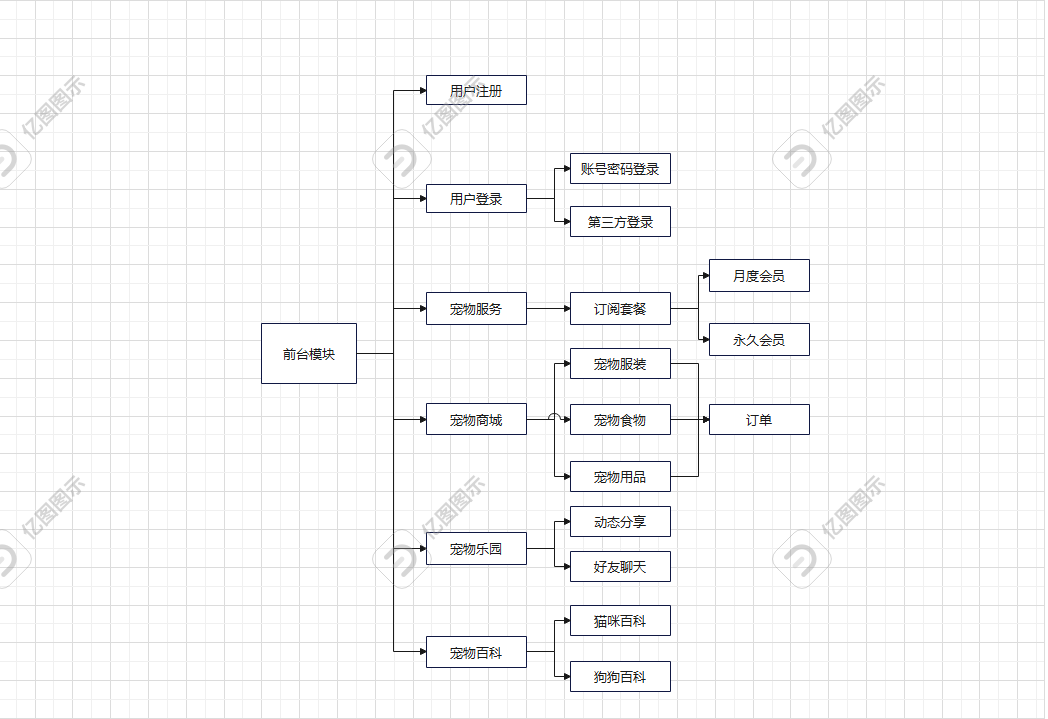 前台模块
用户注册
用户登录
账号密码登录
第三方登录
宠物服务
订阅套餐
月度会员
永久会员
宠物商城
宠物服装
宠物食物
宠物用品
订单
宠物乐园
动态分享
好友聊天
宠物百科
猫咪百科
狗狗百科
亿图图示
亿图图示
亿图图示
亿图图示
亿图图示
亿图图示